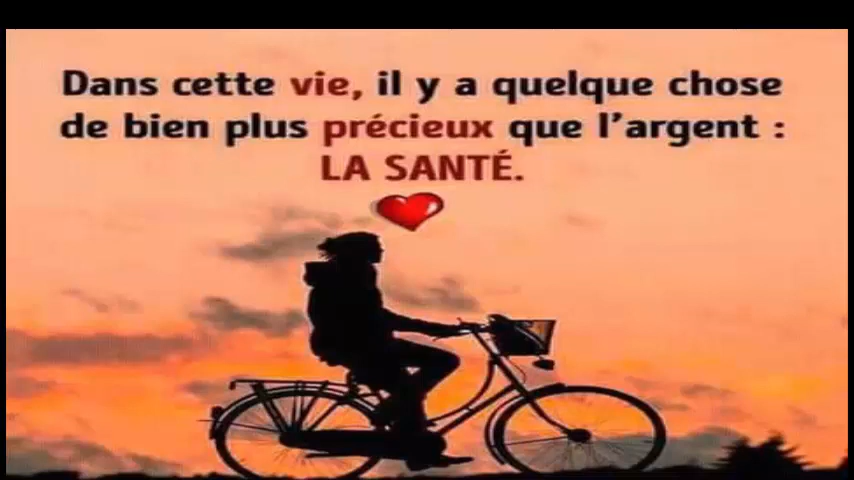 Dans cette vie, il y a quelque chose
de bien plus précieux que l'argent :
LA SANTÉ.